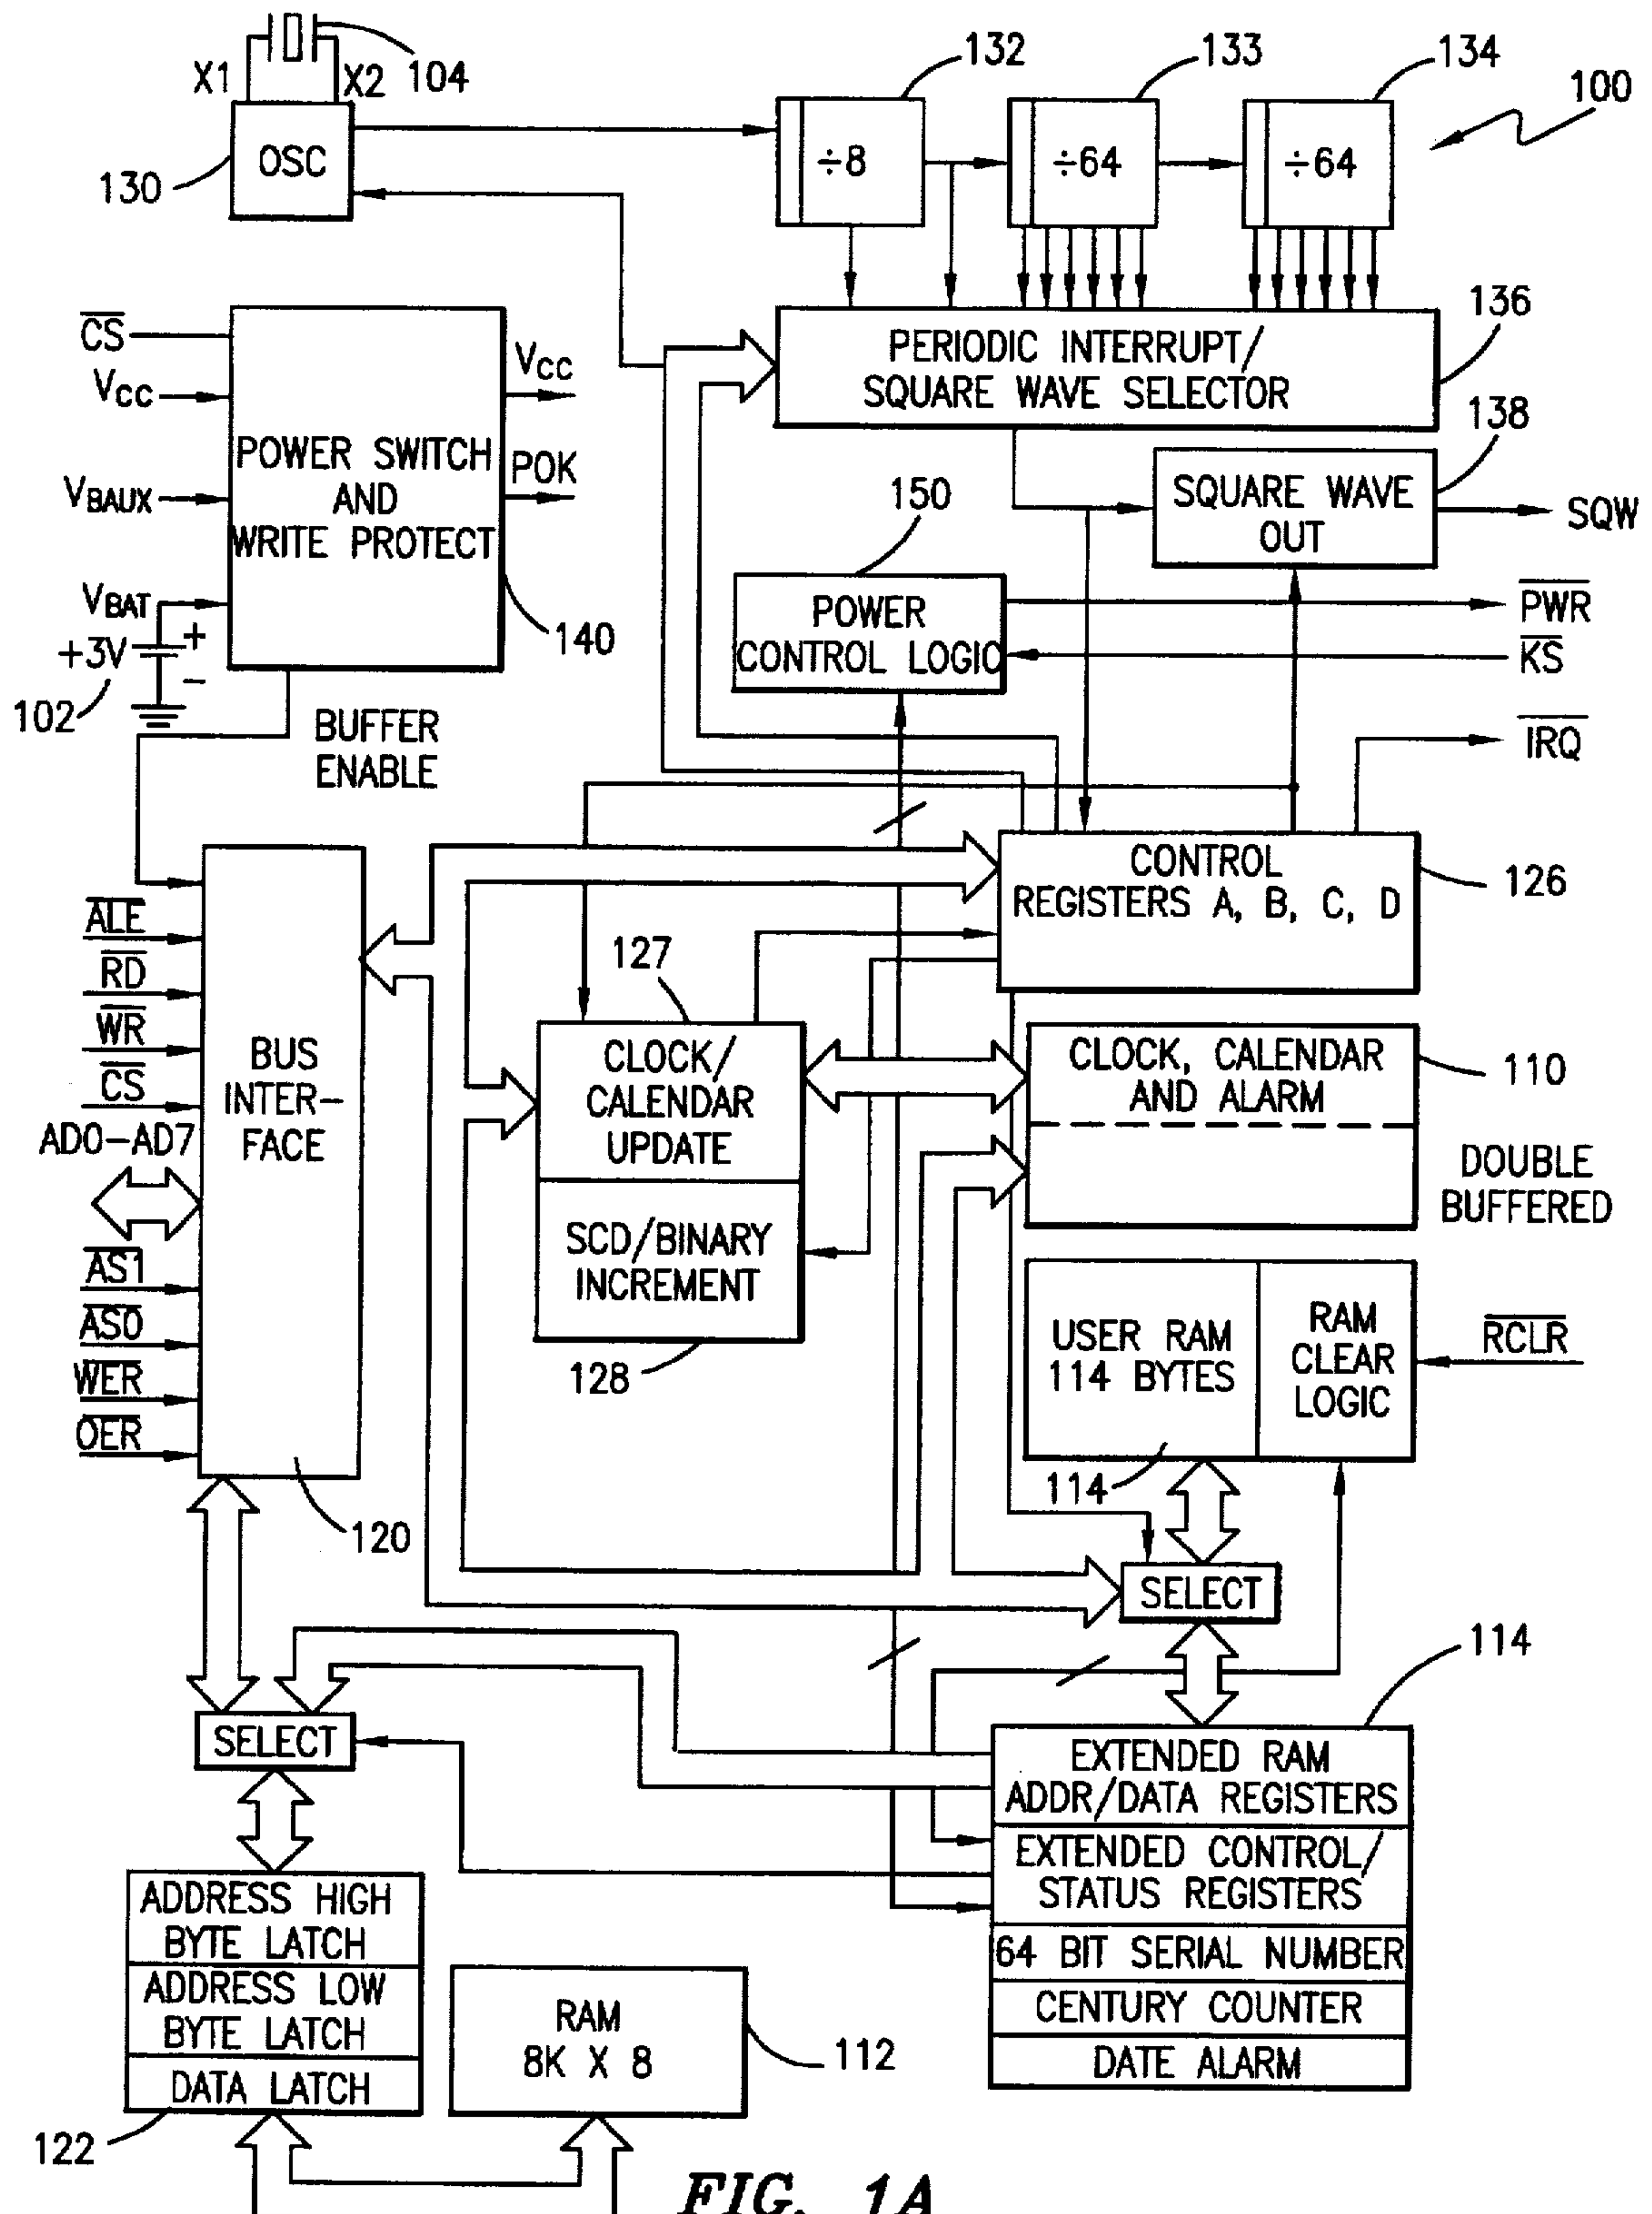 X1
X2
104
OSC
130
132
133
134
100
÷8
÷64
÷64
PERIODIC INTERRUPT/
SQUARE WAVE SELECTOR
136
138
SQUARE WAVE
OUT
SQW
CS
VCC
VBAUX
VBAT
+3V
+
-
102
POWER SWITCH
AND
WRITE PROTECT
VCC
POK
140
150
POWER
CONTROL LOGIC
PWR
KS
IRQ
BUFFER
ENABLE
CONTROL
REGISTERS A, B, C, D
126
ALE
RD
WR
CS
AD0-AD7
AS1
AS0
WER
OER
BUS
INTER-
FACE
120
127
CLOCK/
CALENDAR
UPDATE
SCD/BINARY
INCREMENT
128
CLOCK, CALENDAR
AND ALARM
110
DOUBLE
BUFFERED
USER RAM
114 BYTES
114
RAM
CLEAR
LOGIC
RCLR
SELECT
SELECT
114
EXTENDED RAM
ADDR/DATA REGISTERS
EXTENDED CONTROL/
STATUS REGISTERS
64 BIT SERIAL NUMBER
CENTURY COUNTER
DATE ALARM
ADDRESS HIGH
BYTE LATCH
ADDRESS LOW
BYTE LATCH
DATA LATCH
122
RAM
8K X 8
112
FIG. 1A